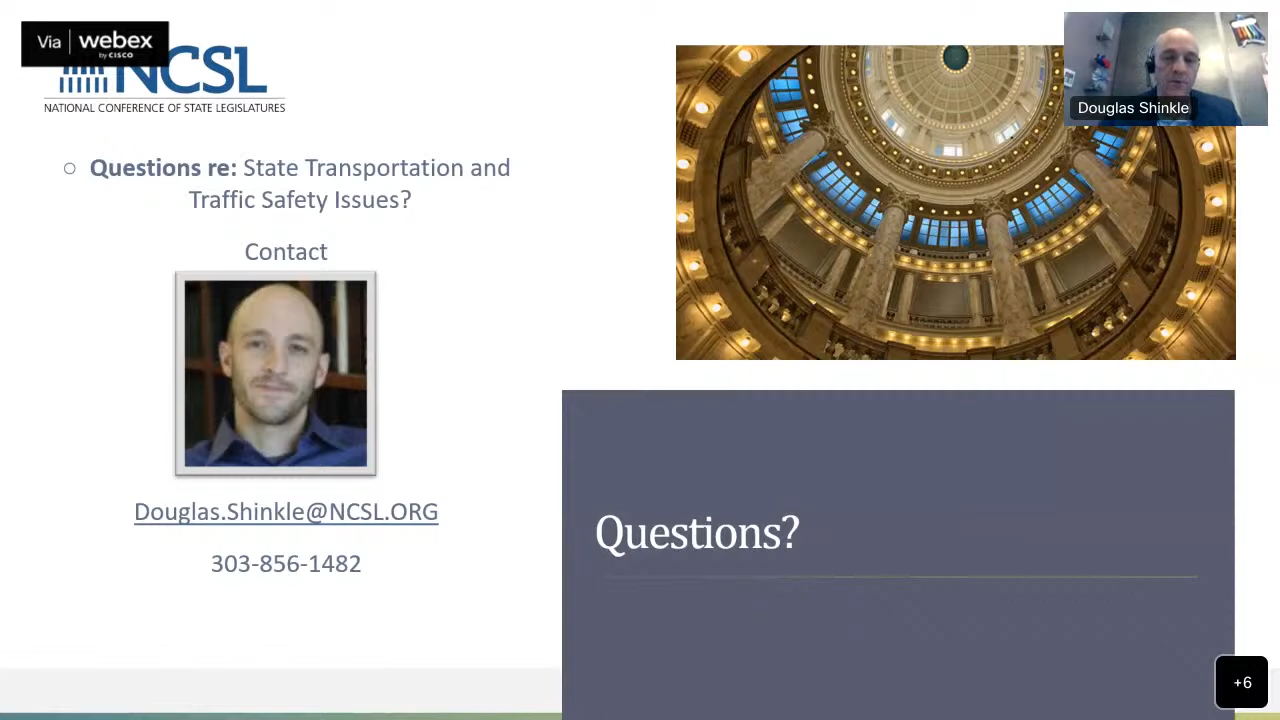 Via webex
by CISCO
NCSL
NATIONAL CONFERENCE OF STATE LEGISLATURES
Douglas Shinkle
○ Questions re: State Transportation and
Traffic Safety Issues?
Contact
Douglas.Shinkle@NCSL.ORG
303-856-1482
Questions?
+6